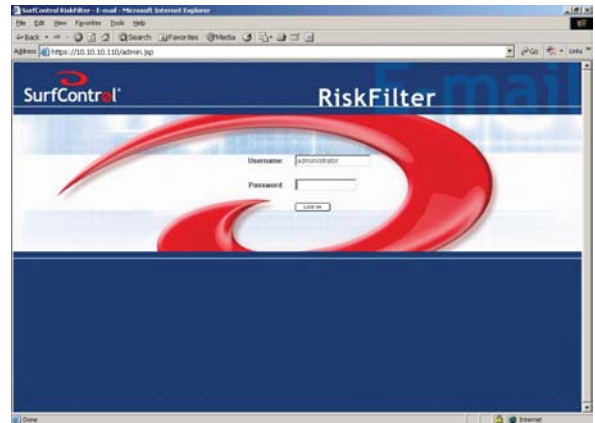 SurfControl RiskFilter - E-mail - Microsoft Internet Explorer
File Edit View Favorites Tools Help
Back Search Favorites Media
Address https://10.10.10.110/admin.jsp Go Links
E-mail
SurfControl
RiskFilter
Username: administrator
Password:
LOG IN
Done Internet